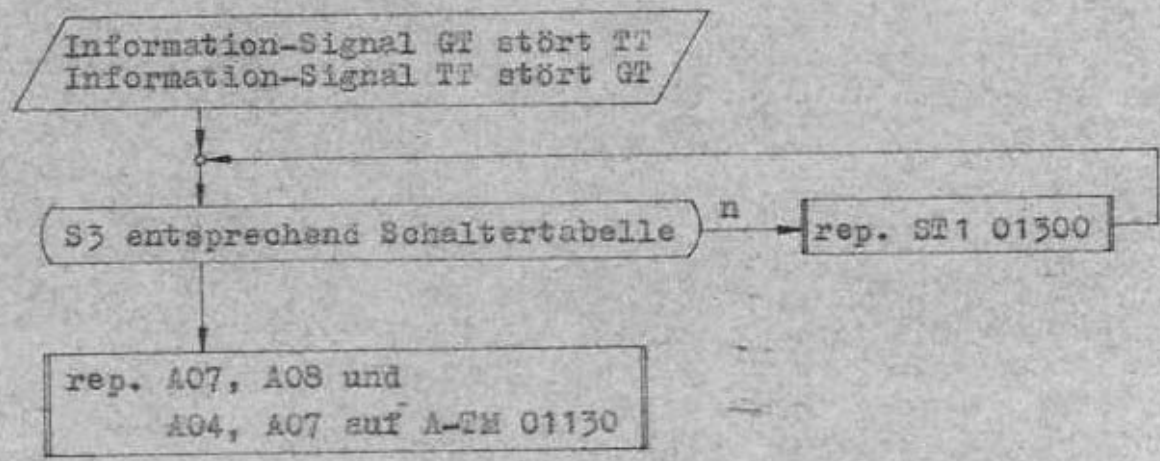 Information-Signal GT stört TT
Information-Signal TT stört GT
S3 entsprechend Schaltertabelle
n
rep. ST1 01300
rep. A07, A08 und
A04, A07 auf A-TM 01130